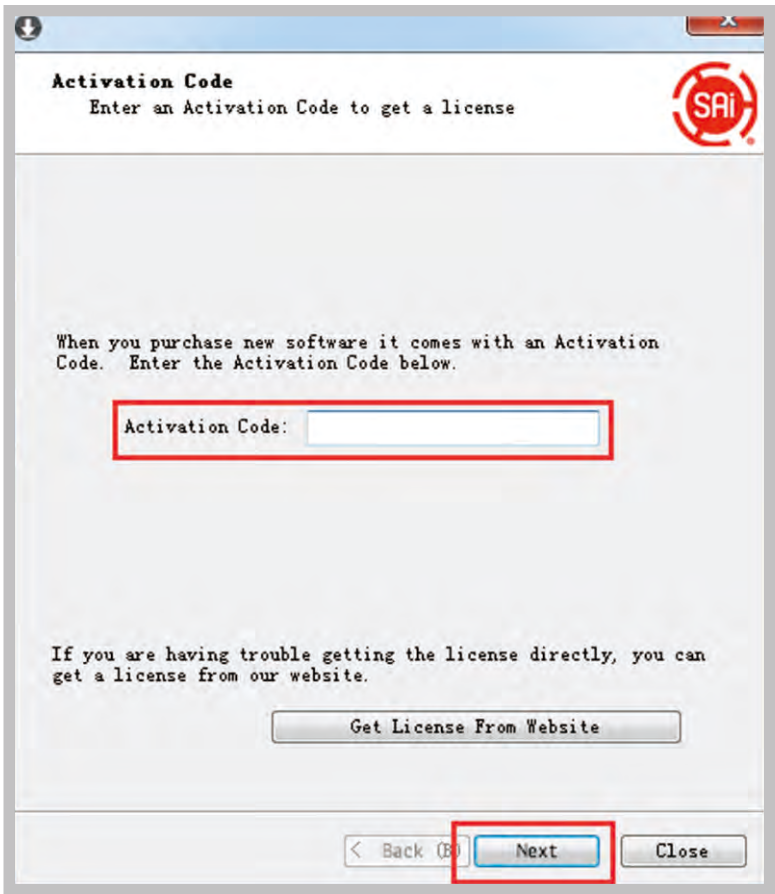 X
Activation Code
Enter an Activation Code to get a license
SAi
®
When you purchase new software it comes with an Activation
Code. Enter the Activation Code below.
Activation Code:
If you are having trouble getting the license directly, you can
get a license from our website.
Get License From Website
< Back (B) Next Close